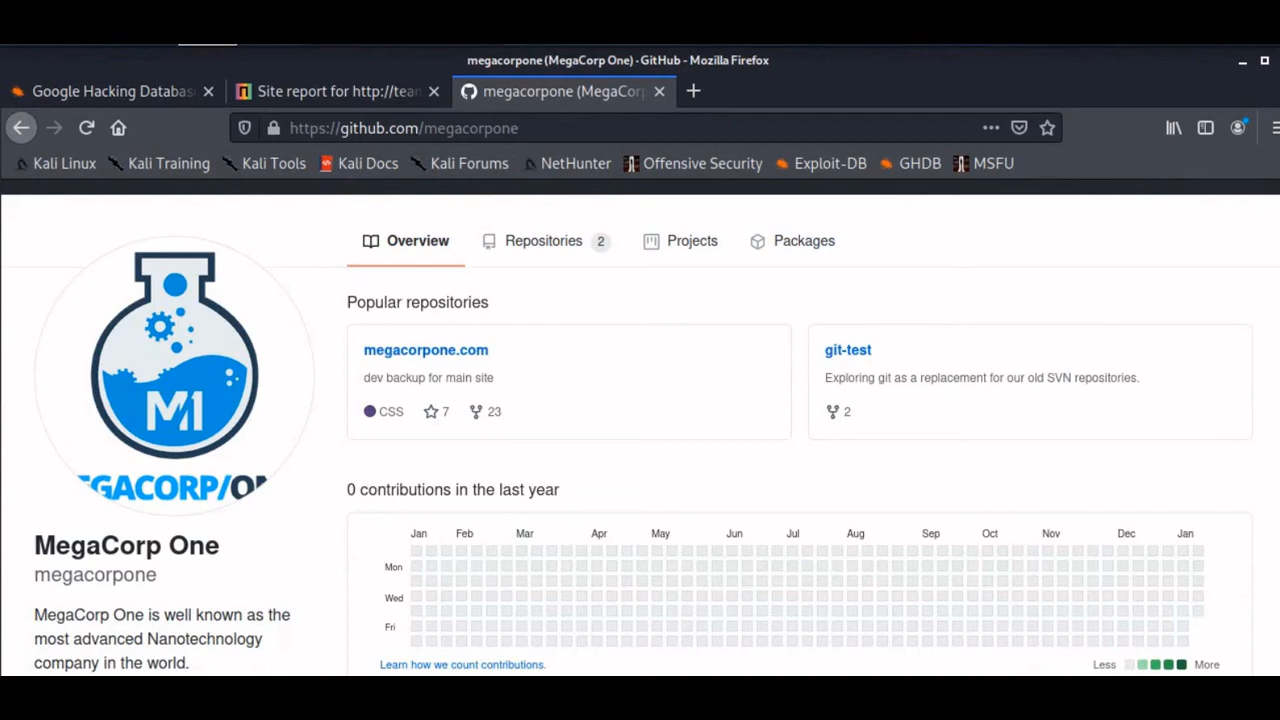 megacorpone (MegaCorp One) · GitHub - Mozilla Firefox
Google Hacking Databas
Site report for http://tean
megacorpone (MegaCorp
https://github.com/megacorpone
Kali Linux Kali Training Kali Tools Kali Docs Kali Forums NetHunter Offensive Security Exploit-DB GHDB MSFU
Overview Repositories 2 Projects Packages
Popular repositories
megacorpone.com
dev backup for main site
CSS 7 23
git-test
Exploring git as a replacement for our old SVN repositories.
2
0 contributions in the last year
Jan Feb Mar Apr May Jun Jul Aug Sep Oct Nov Dec Jan
Mon
Wed
Fri
Learn how we count contributions.
Less More
M1
EGACORP/ON
MegaCorp One
megacorpone
MegaCorp One is well known as the
most advanced Nanotechnology
company in the world.